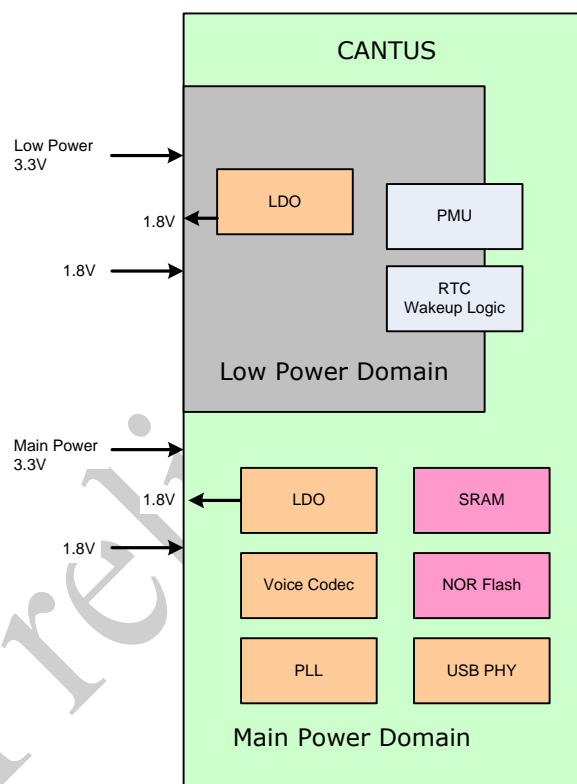 CANTUS
Low Power
3.3V
LDO
PMU
1.8V
1.8V
RTC
Wakeup Logic
Low Power Domain
Main Power
3.3V
LDO
SRAM
1.8V
1.8V
Voice Codec
NOR Flash
PLL
USB PHY
Main Power Domain